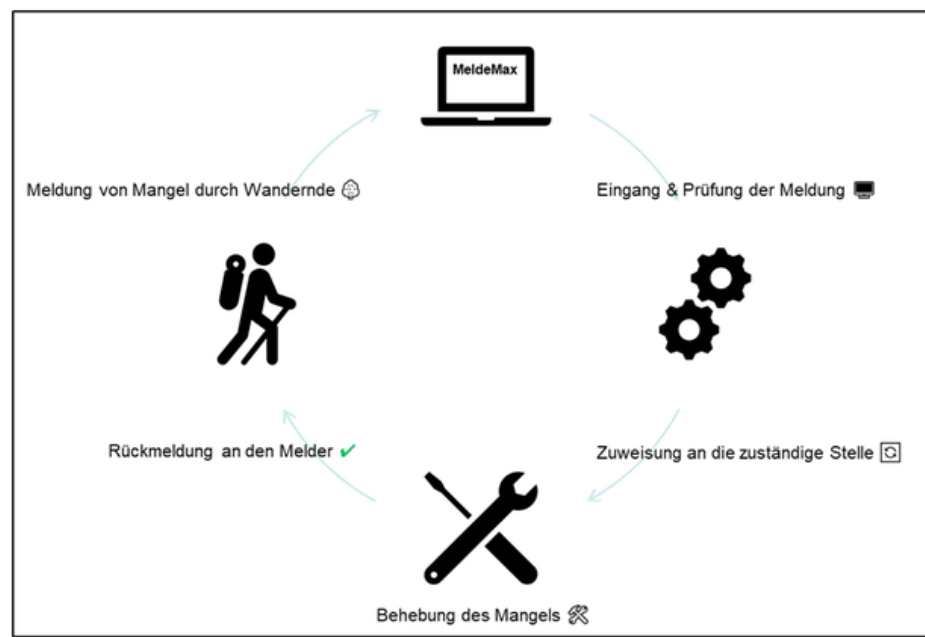 MeldeMax
Meldung von Mangel durch Wandernde
Eingang & Prüfung der Meldung
Rückmeldung an den Melder ✔
Zuweisung an die zuständige Stelle
Behebung des Mangels